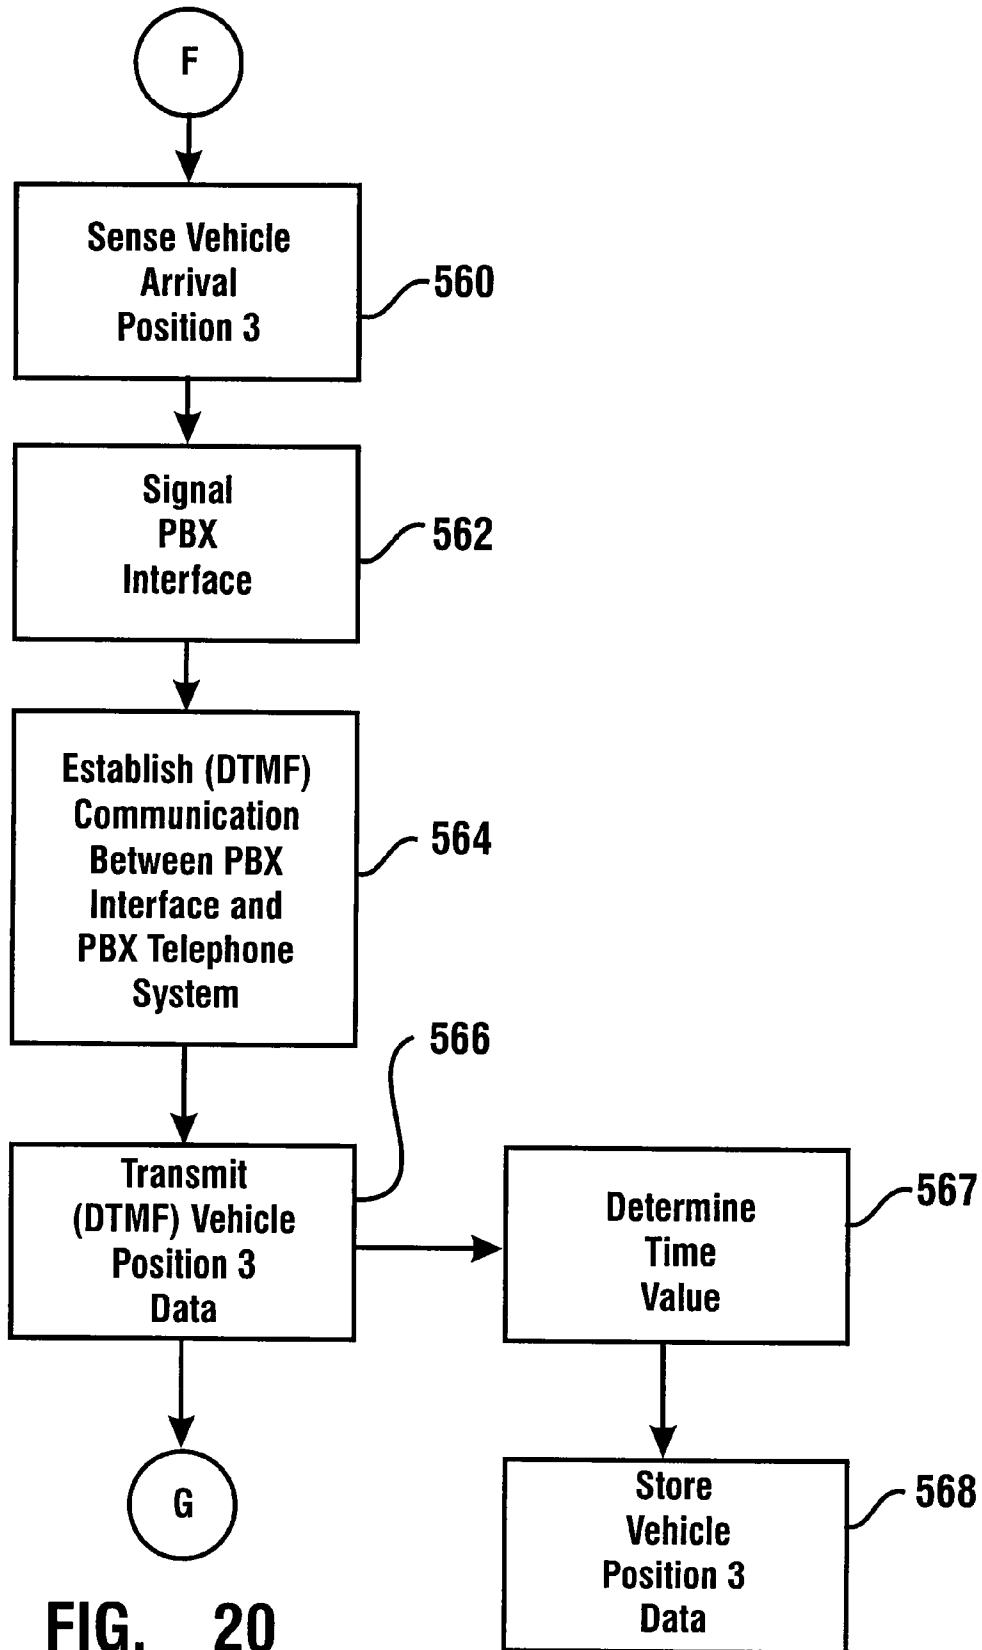 F
Sense Vehicle
Arrival
Position 3
560
Signal
PBX
Interface
562
Establish (DTMF)
Communication
Between PBX
Interface and
PBX Telephone
System
564
566
Transmit
(DTMF) Vehicle
Position 3
Data
Determine
Time
Value
567
G
Store
Vehicle
Position 3
Data
568
FIG. 20